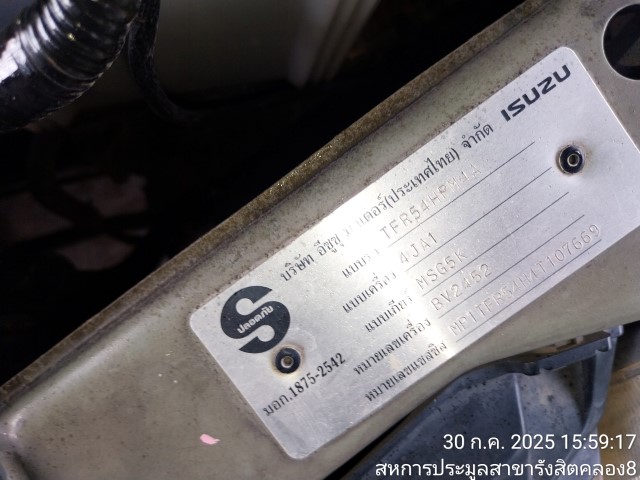 ISUZU
บริษัท อีซูซุ มอเตอร์(ประเทศไทย) จำกัด
แบบรถ
แบบเครื่อง 4JA1
แบบเกียร์ MSG5K
หมายเลขเครื่อง BV2462
หมายเลขแชสซีส
ปลอดภัย
มอก.1875-2542
30 ก.ค. 2025 15:59:17
สหการประมูลสาขารังสิตคลอง8